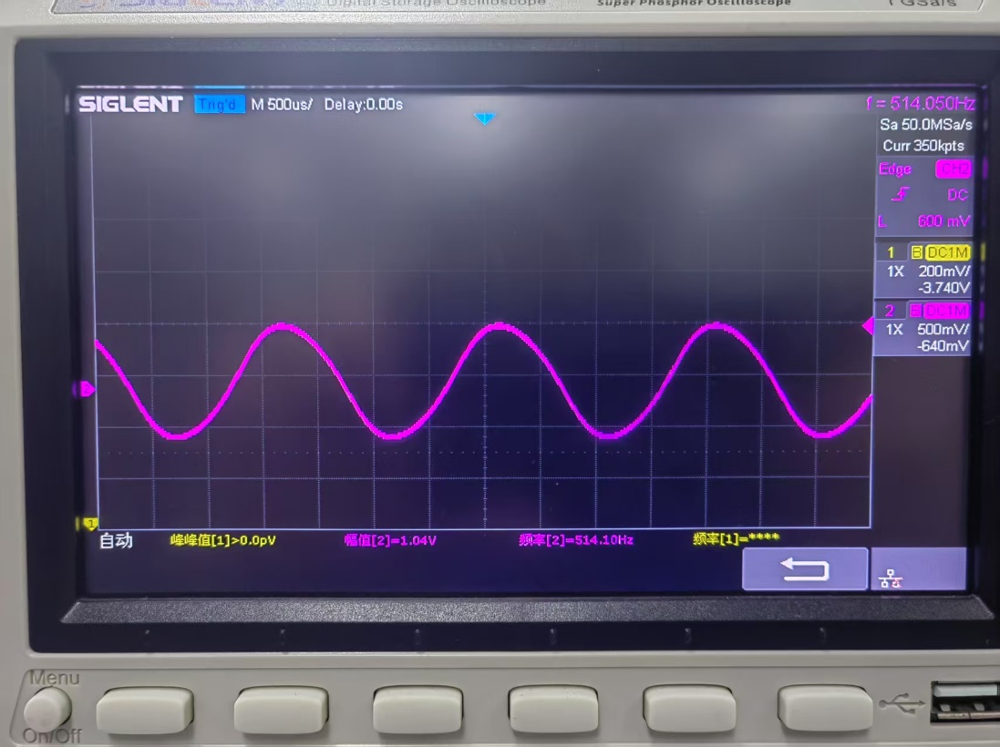 Digital Storage Oscilloscope
Super Phosphor Oscilloscope
1 GSa/s
SIGLENT Trig'd M 500us/ Delay:0.00s
f = 514.050Hz
Sa 50.0MSa/s
Curr 350kpts
Edge CH2
DC
L 600 mV
1 B DC1M
1X 200mV/
-3.740V
2 B DC1M
1X 500mV/
-640mV
2
1
自动 峰峰值[1]>0.0pV 幅值[2]=1.04V 频率[2]=514.10Hz 频率[1]=****
Menu
On/Off